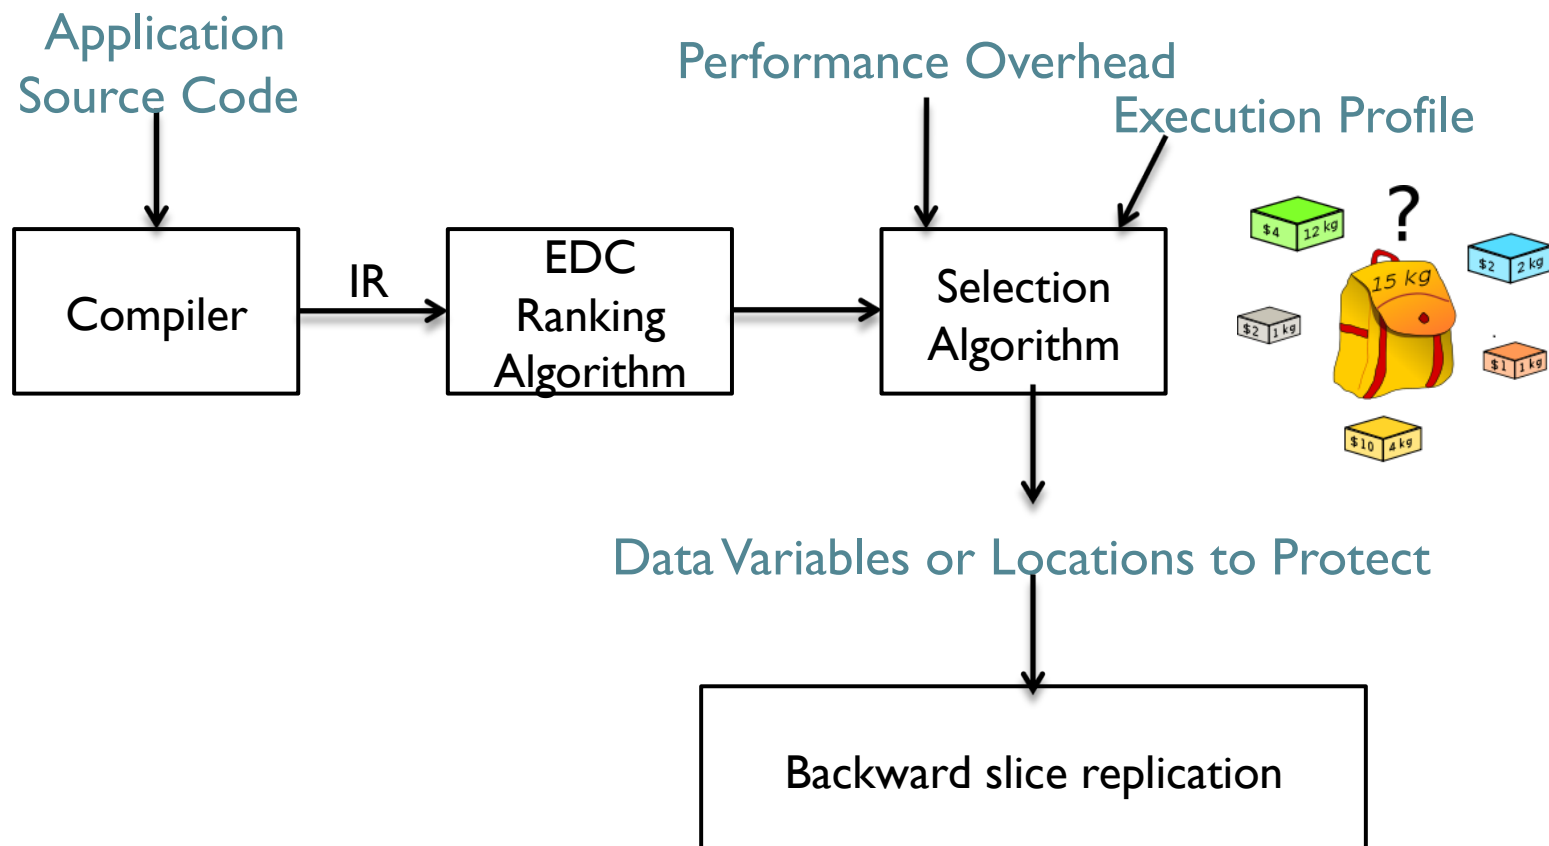 Application
Source Code
Performance Overhead
Execution Profile
Compiler
IR
EDC
Ranking
Algorithm
Selection
Algorithm
?
$4 12 kg
$2 2 kg
15 kg
$2 1 kg
$1 1 kg
$10 4 kg
Data Variables or Locations to Protect
Backward slice replication